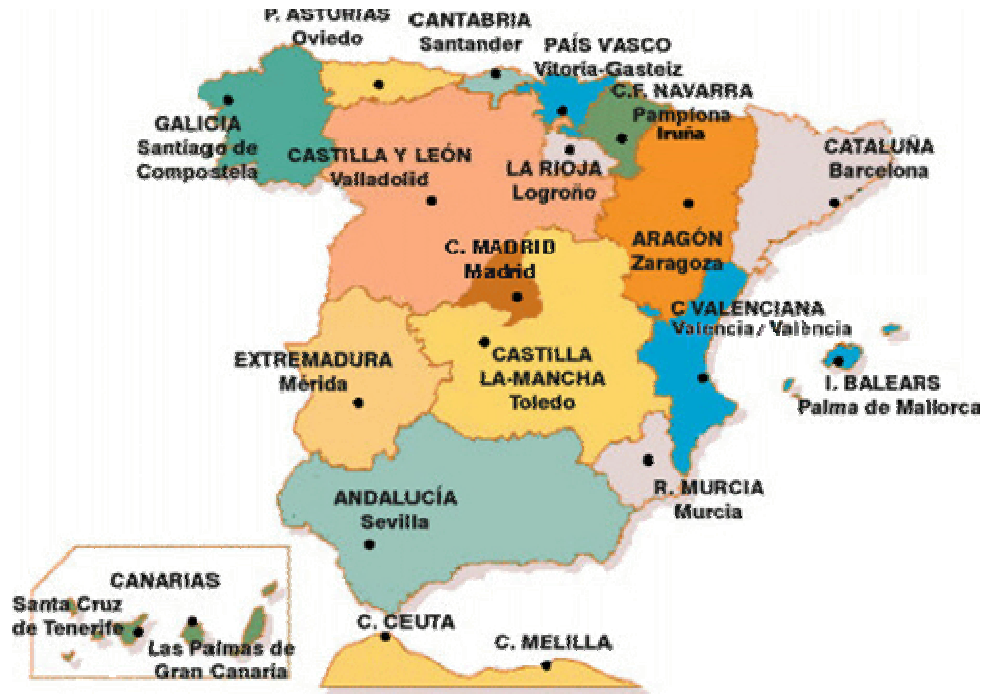 P. ASTURIAS
Oviedo
CANTABRIA
Santander
PAÍS VASCO
Vitoria-Gasteiz
C.F. NAVARRA
Pamplona
Iruña
GALICIA
Santiago de
Compostela
CASTILLA Y LEÓN
Valladolid
LA RIOJA
Logroño
CATALUÑA
Barcelona
ARAGÓN
Zaragoza
C. MADRID
Madrid
C VALENCIANA
Valencia/València
EXTREMADURA
Mérida
CASTILLA
LA-MANCHA
Toledo
I. BALEARS
Palma de Mallorca
R. MURCIA
Murcia
ANDALUCÍA
Sevilla
CANARIAS
Santa Cruz
de Tenerife
Las Palmas de
Gran Canaria
C. CEUTA
C. MELILLA